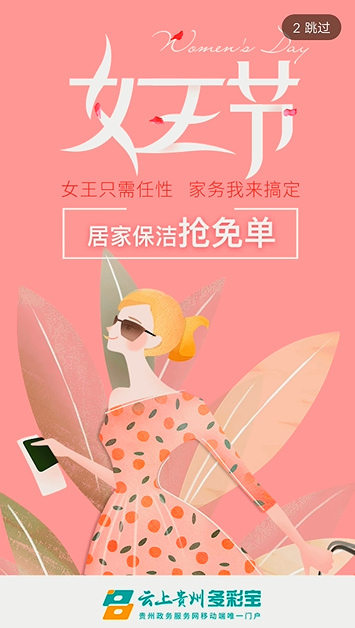 2 跳过
Women's Day
女王节
女王只需任性 家务我来搞定
居家保洁抢免单
云上贵州多彩宝
贵州政务服务网移动端唯一门户